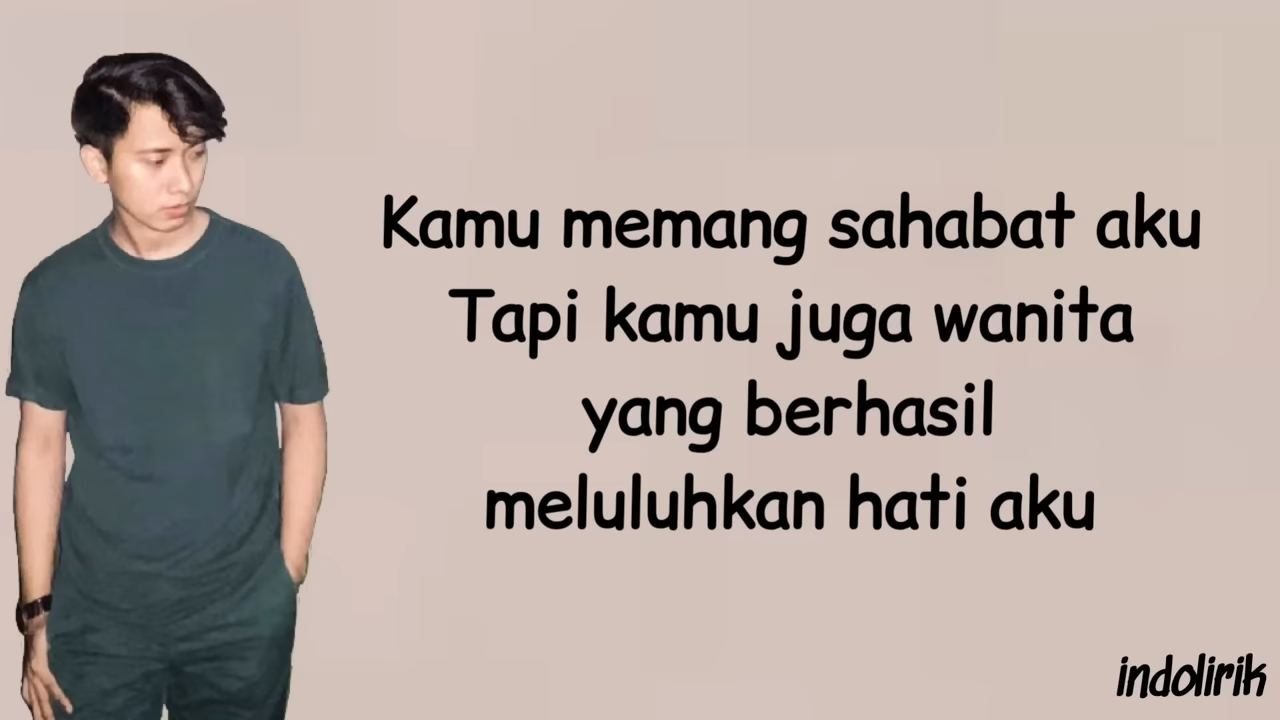 Kamu memang sahabat aku
Tapi kamu juga wanita
yang berhasil
meluluhkan hati aku
indolirik